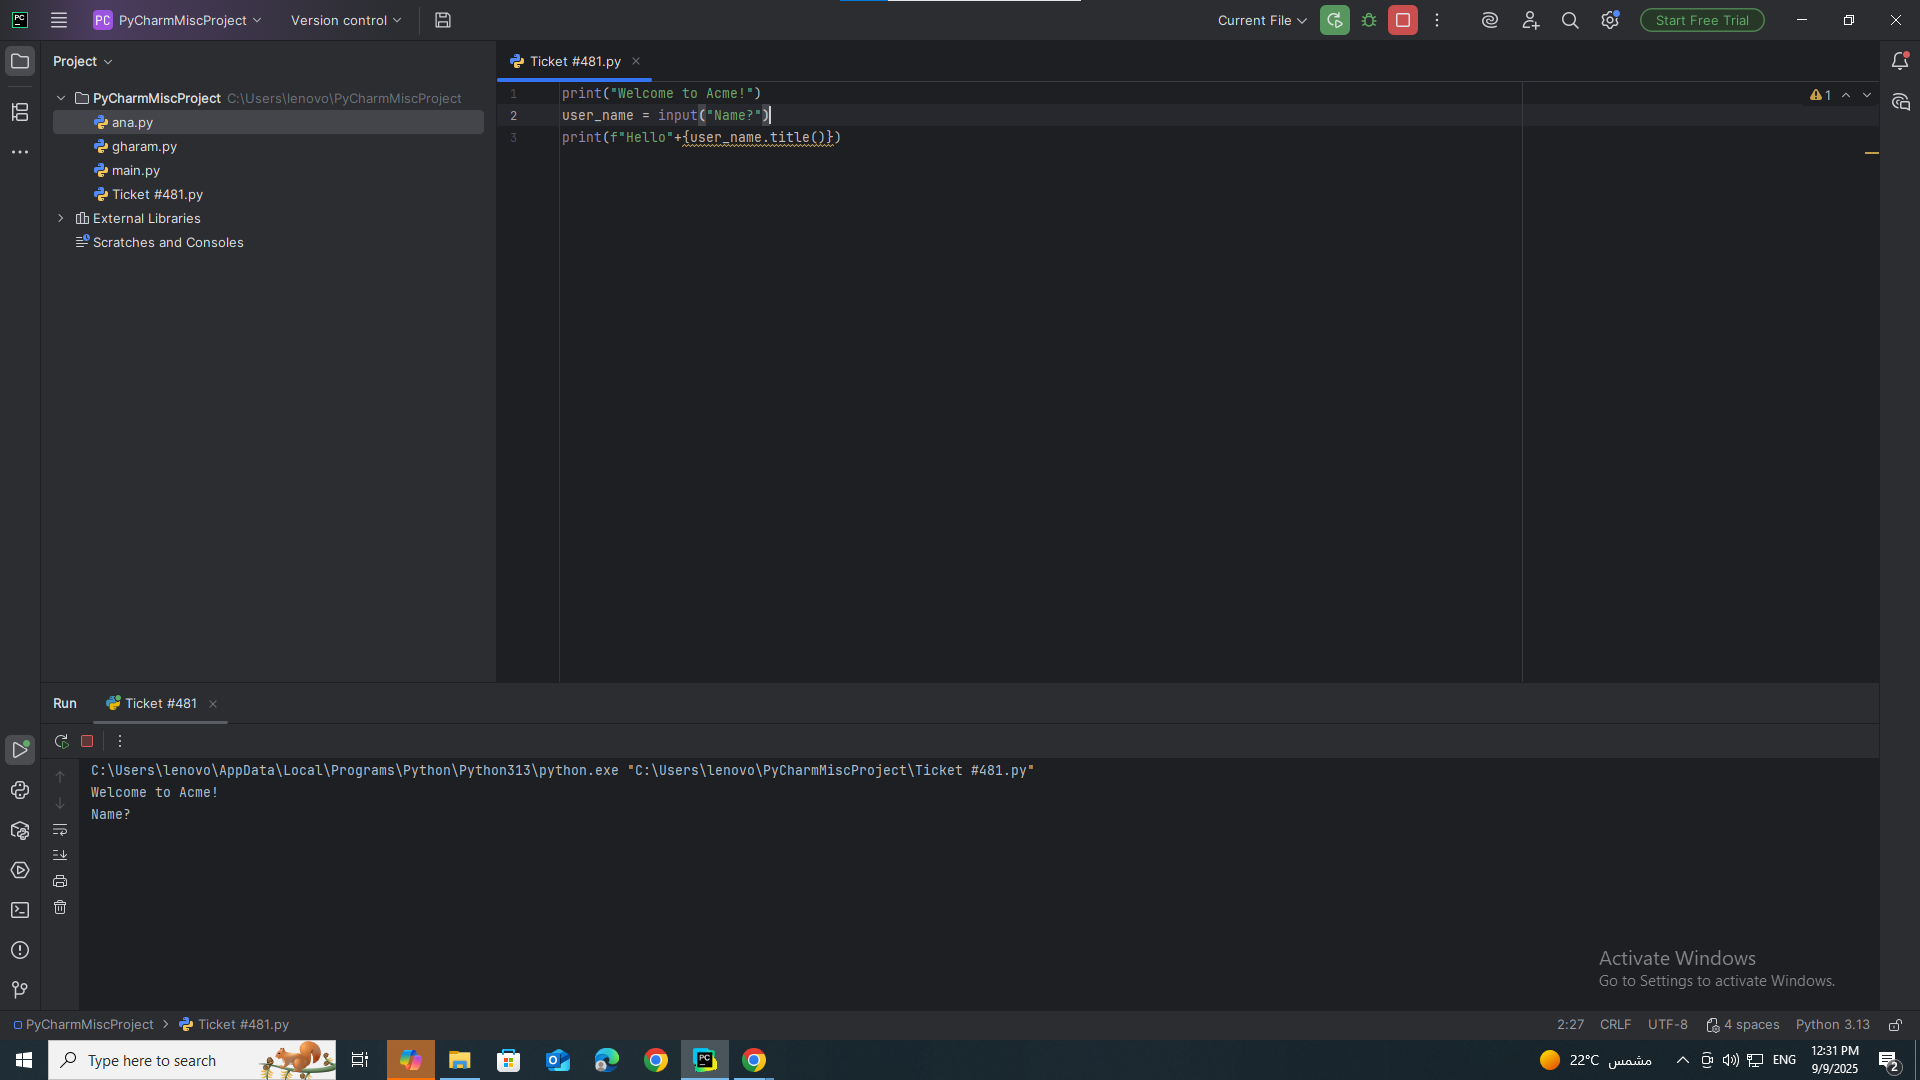 PC PyCharmMiscProject Version control Current File Start Free Trial
Project
Ticket #481.py
PyCharmMiscProject C:\Users\lenovo\PyCharmMiscProject
ana.py
gharam.py
main.py
Ticket #481.py
External Libraries
Scratches and Consoles
1 print("Welcome to Acme!")
2 user_name = input("Name?")
3 print(f"Hello"+{user_name.title()})
1
Run Ticket #481
C:\Users\lenovo\AppData\Local\Programs\Python\Python313\python.exe "C:\Users\lenovo\PyCharmMiscProject\Ticket #481.py"
Welcome to Acme!
Name?
Activate Windows
Go to Settings to activate Windows.
PyCharmMiscProject Ticket #481.py 2:27 CRLF UTF-8 4 spaces Python 3.13
Type here to search
22°C مشمس
ENG
12:31 PM
9/9/2025
2